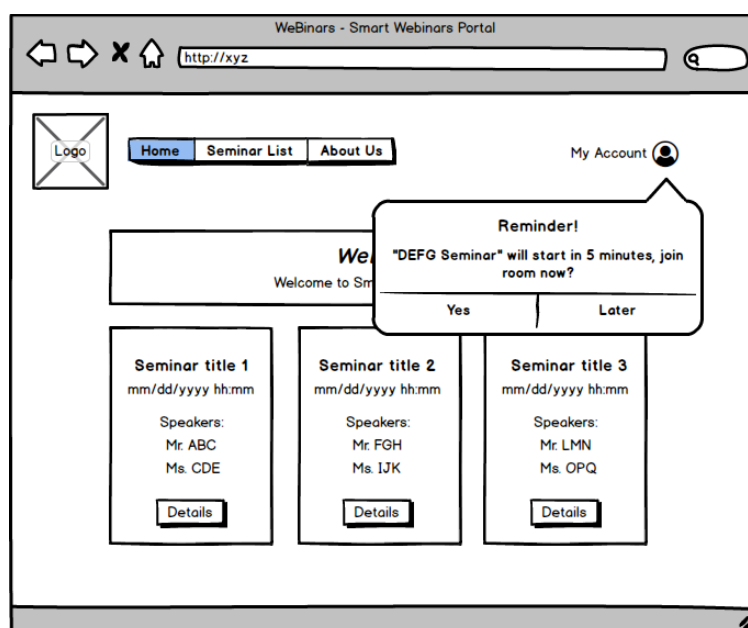 WeBinars - Smart Webinars Portal
http://xyz
Logo
Home
Seminar List
About Us
My Account
Reminder!
"DEFG Seminar" will start in 5 minutes, join
room now?
Yes
Later
Welcome to
Seminar title 1
mm/dd/yyyy hh:mm
Speakers:
Mr. ABC
Ms. CDE
Details
Seminar title 2
mm/dd/yyyy hh:mm
Speakers:
Mr. FGH
Ms. IJK
Details
Seminar title 3
mm/dd/yyyy hh:mm
Speakers:
Mr. LMN
Ms. OPQ
Details